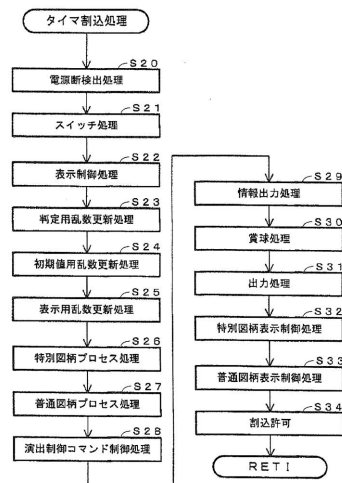 タイマ割込処理
S20
電源断検出処理
S21
スイッチ処理
S22
表示制御処理
S23
判定用乱数更新処理
S24
初期値用乱数更新処理
S25
表示用乱数更新処理
S26
特別図柄プロセス処理
S27
普通図柄プロセス処理
S28
演出制御コマンド制御処理
S29
情報出力処理
S30
賞球処理
S31
出力処理
S32
特別図柄表示制御処理
S33
普通図柄表示制御処理
S34
割込許可
RETI